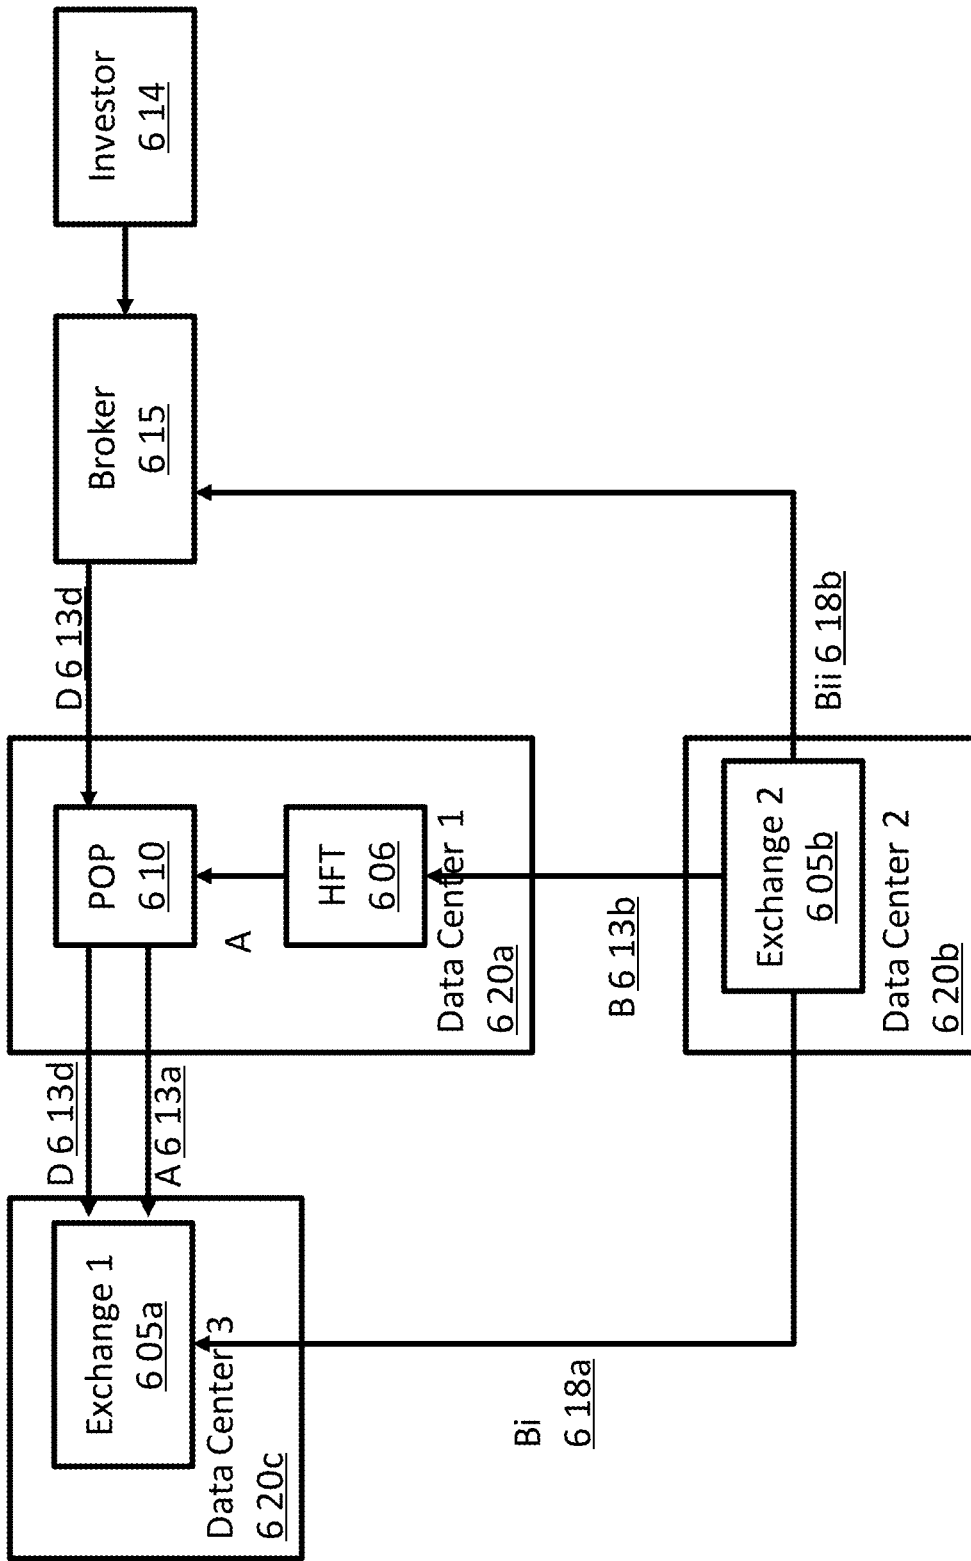 Exchange 1
6 05a
Data Center 3
6 20c
D 6 13d
A 6 13a
POP
6 10
A
HFT
6 06
Data Center 1
6 20a
D 6 13d
Broker
6 15
Investor
6 14
Bi
6 18a
B 6 13b
Exchange 2
6 05b
Data Center 2
6 20b
Bii 6 18b